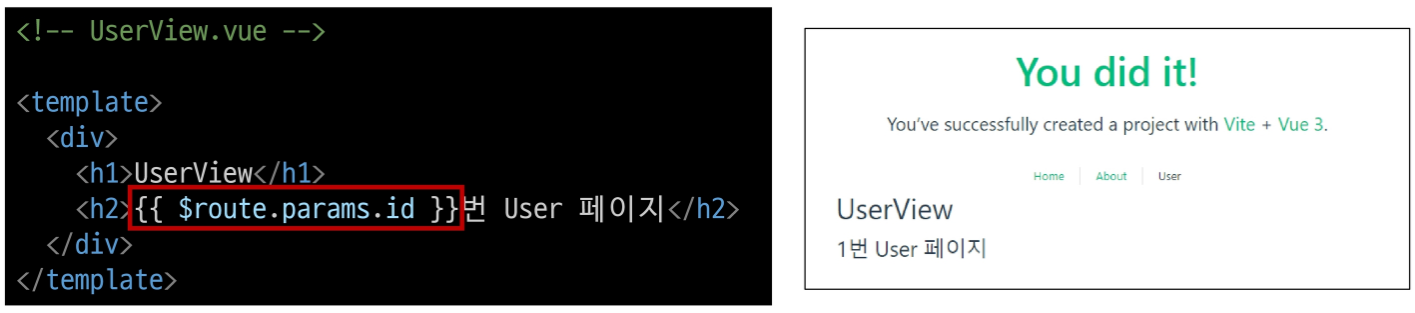 <!-- UserView.vue -->
<template>
<div>
<h1>UserView</h1>
<h2>{{ $route.params.id }}번 User 페이지</h2>
</div>
</template>
You did it!
You've successfully created a project with Vite + Vue 3.
Home About User
UserView
1번 User 페이지